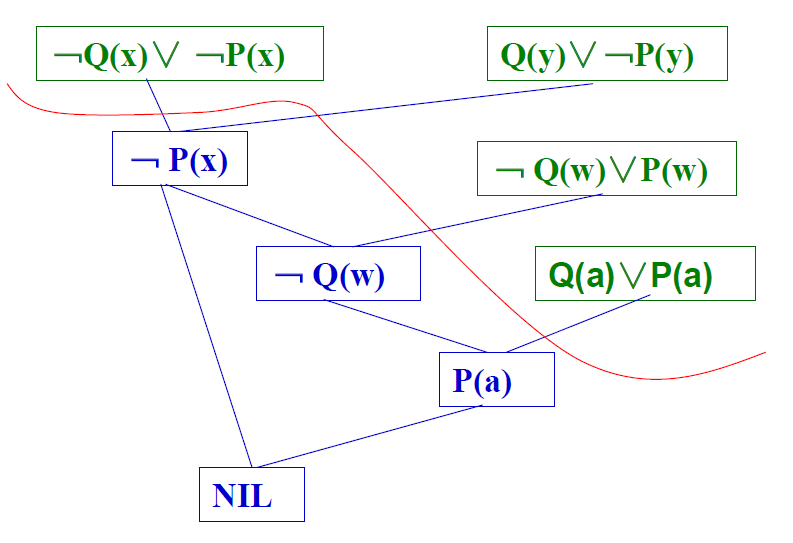 ¬Q(x)∨ ¬P(x)
Q(y)∨¬P(y)
¬ P(x)
¬ Q(w)∨P(w)
¬ Q(w)
Q(a)∨P(a)
P(a)
NIL